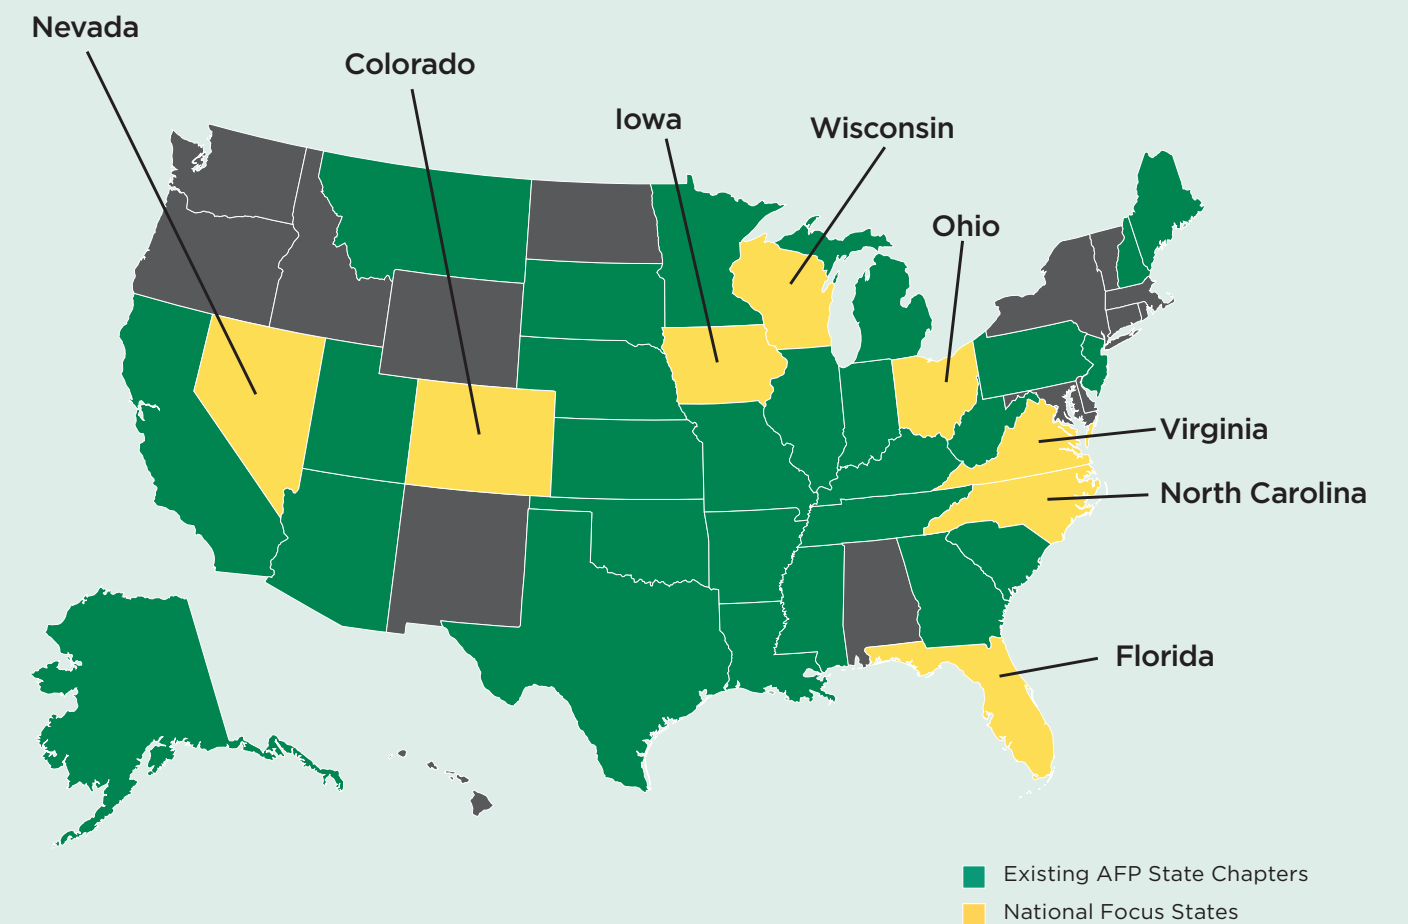 Nevada
Colorado
Iowa
Wisconsin
Ohio
Virginia
North Carolina
Florida
Existing AFP State Chapters
National Focus States